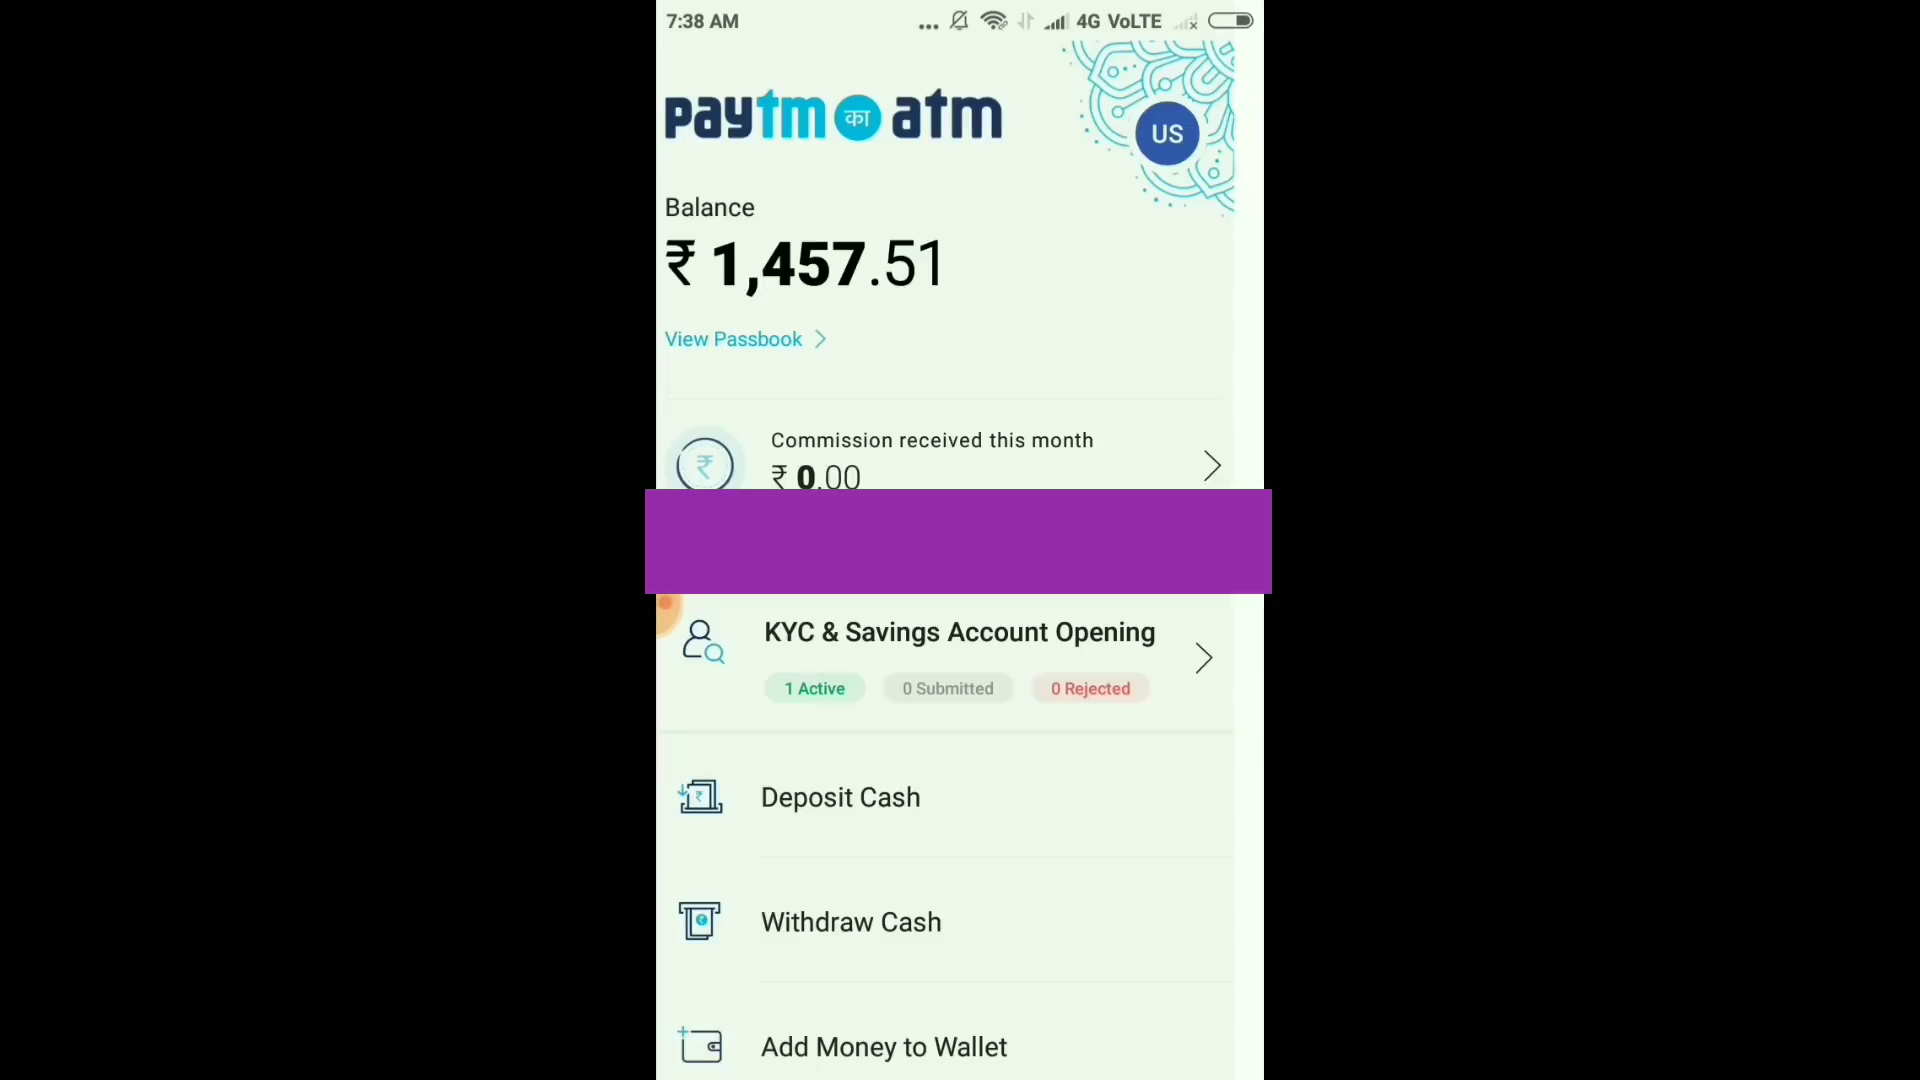 7:38 AM ... 4G VoLTE
paytm का atm
US
Balance
₹ 1,457.51
View Passbook
Commission received this month
₹ 0.00
KYC & Savings Account Opening
1 Active 0 Submitted 0 Rejected
Deposit Cash
Withdraw Cash
Add Money to Wallet